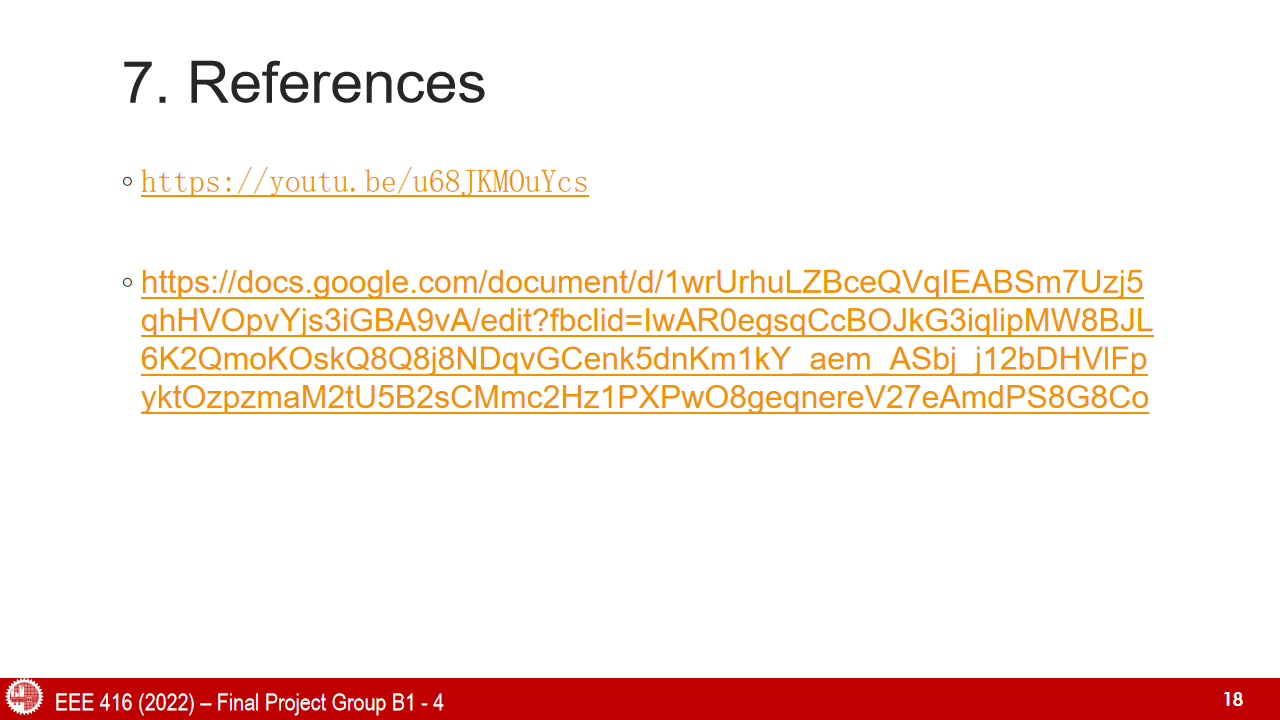 7. References
https://youtu.be/u68JKMOuYcs
https://docs.google.com/document/d/1wrUrhuLZBceQVqIEABSm7Uzj5
qhHVOpvYjs3iGBA9vA/edit?fbclid=IwAR0egsqCcBOJkG3iqlipMW8BJL
6K2QmoKOskQ8Q8j8NDqvGCenk5dnKm1kY_aem_ASbj_j12bDHVlFp
yktOzpzmaM2tU5B2sCMmc2Hz1PXPwO8geqnereV27eAmdPS8G8Co
EEE 416 (2022) – Final Project Group B1 - 4
18